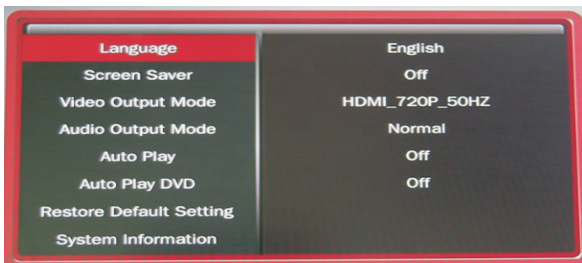 Language English
Screen Saver Off
Video Output Mode HDMI_720P_50HZ
Audio Output Mode Normal
Auto Play Off
Auto Play DVD Off
Restore Default Setting
System Information